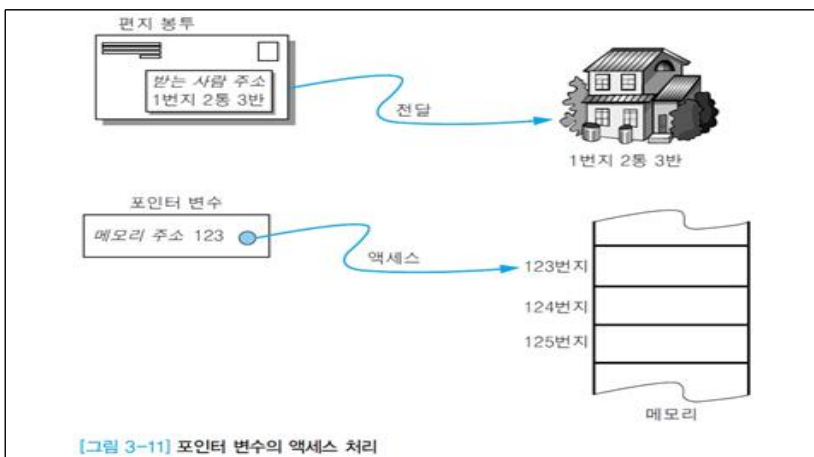 편지 봉투
받는 사람 주소
1번지 2통 3반
전달
1번지 2통 3반
포인터 변수
메모리 주소 123
액세스
123번지
124번지
125번지
메모리
[그림 3-11] 포인터 변수의 액세스 처리